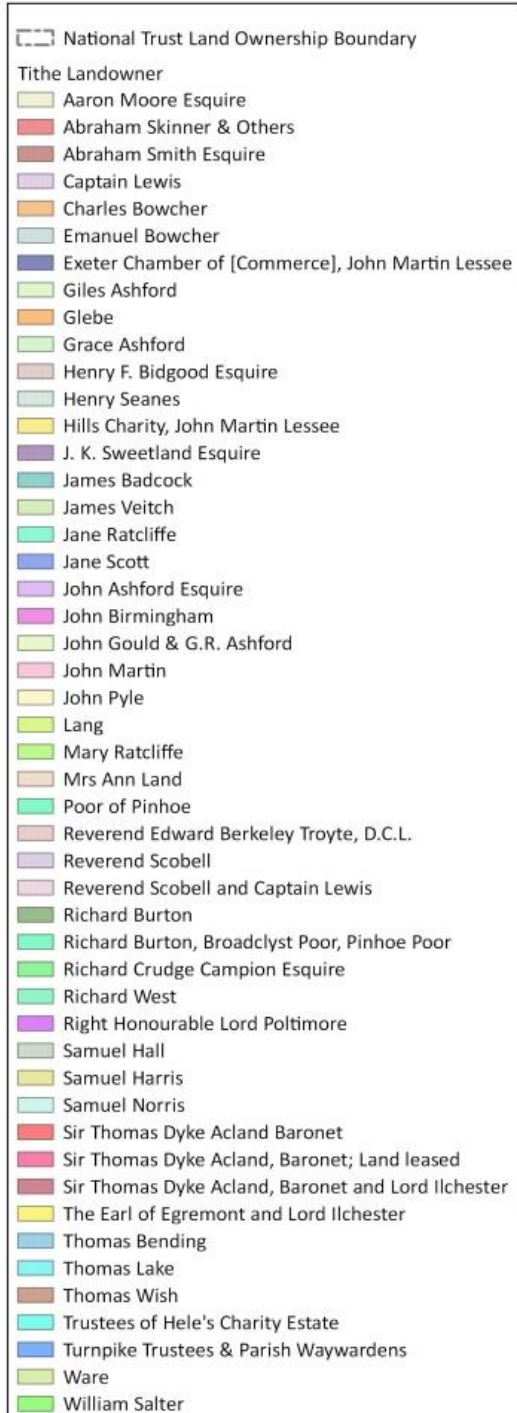 National Trust Land Ownership Boundary
Tithe Landowner
Aaron Moore Esquire
Abraham Skinner & Others
Abraham Smith Esquire
Captain Lewis
Charles Bowcher
Emanuel Bowcher
Exeter Chamber of [Commerce], John Martin Lessee
Giles Ashford
Glebe
Grace Ashford
Henry F. Bidgood Esquire
Henry Seanes
Hills Charity, John Martin Lessee
J. K. Sweetland Esquire
James Badcock
James Veitch
Jane Ratcliffe
Jane Scott
John Ashford Esquire
John Birmingham
John Gould & G.R. Ashford
John Martin
John Pyle
Lang
Mary Ratcliffe
Mrs Ann Land
Poor of Pinhoe
Reverend Edward Berkeley Troyte, D.C.L.
Reverend Scobell
Reverend Scobell and Captain Lewis
Richard Burton
Richard Burton, Broadclyst Poor, Pinhoe Poor
Richard Crudge Campion Esquire
Richard West
Right Honourable Lord Poltimore
Samuel Hall
Samuel Harris
Samuel Norris
Sir Thomas Dyke Acland Baronet
Sir Thomas Dyke Acland, Baronet; Land leased
Sir Thomas Dyke Acland, Baronet and Lord Ilchester
The Earl of Egremont and Lord Ilchester
Thomas Bending
Thomas Lake
Thomas Wish
Trustees of Hele's Charity Estate
Turnpike Trustees & Parish Waywardens
Ware
William Salter